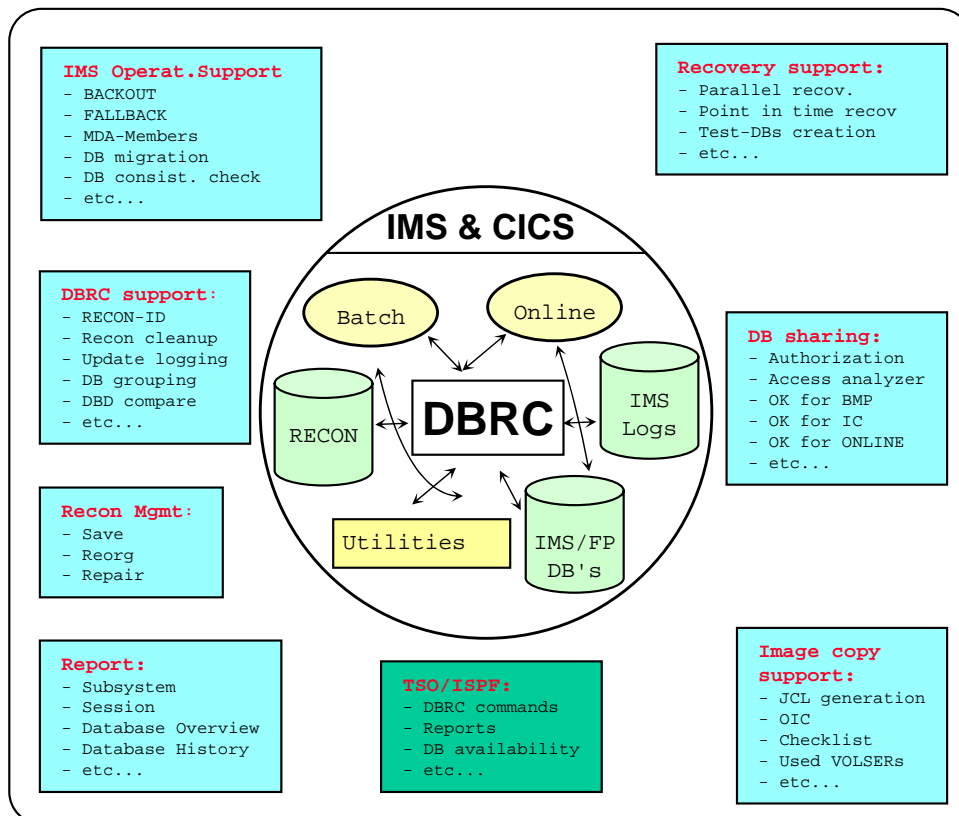 IMS Operat.Support
- BACKOUT
- FALLBACK
- MDA-Members
- DB migration
- DB consist. check
- etc...
Recovery support:
- Parallel recov.
- Point in time recov
- Test-DBs creation
- etc...
IMS & CICS
Batch
Online
RECON
DBRC
IMS
Logs
Utilities
IMS/FP
DB's
DBRC support:
- RECON-ID
- Recon cleanup
- Update logging
- DB grouping
- DBD compare
- etc...
DB sharing:
- Authorization
- Access analyzer
- OK for BMP
- OK for IC
- OK for ONLINE
- etc...
Recon Mgmt:
- Save
- Reorg
- Repair
Report:
- Subsystem
- Session
- Database Overview
- Database History
- etc...
TSO/ISPF:
- DBRC commands
- Reports
- DB availability
- etc...
Image copy
support:
- JCL generation
- OIC
- Checklist
- Used VOLSERs
- etc...